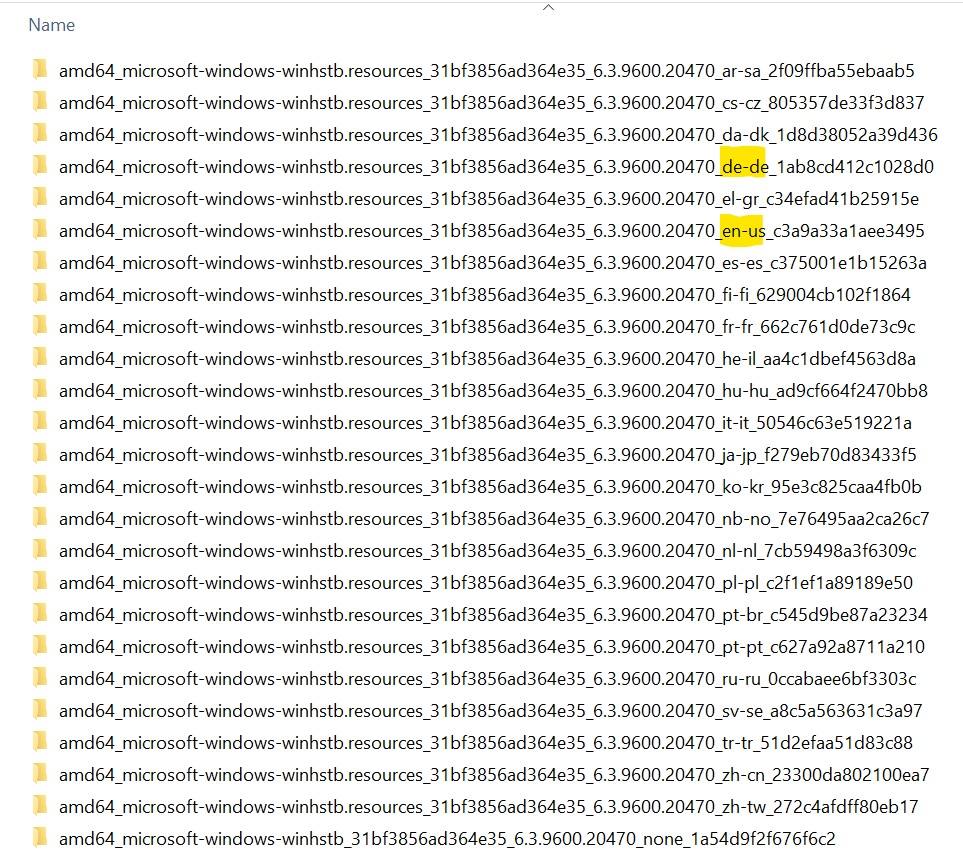 Name
amd64_microsoft-windows-winhstb.resources_31bf3856ad364e35_6.3.9600.20470_ar-sa_2f09ffba55ebaab5
amd64_microsoft-windows-winhstb.resources_31bf3856ad364e35_6.3.9600.20470_cs-cz_805357de33f3d837
amd64_microsoft-windows-winhstb.resources_31bf3856ad364e35_6.3.9600.20470_da-dk_1d8d38052a39d436
amd64_microsoft-windows-winhstb.resources_31bf3856ad364e35_6.3.9600.20470_de-de_1ab8cd412c1028d0
amd64_microsoft-windows-winhstb.resources_31bf3856ad364e35_6.3.9600.20470_el-gr_c34efad41b25915e
amd64_microsoft-windows-winhstb.resources_31bf3856ad364e35_6.3.9600.20470_en-us_c3a9a33a1aee3495
amd64_microsoft-windows-winhstb.resources_31bf3856ad364e35_6.3.9600.20470_es-es_c375001e1b15263a
amd64_microsoft-windows-winhstb.resources_31bf3856ad364e35_6.3.9600.20470_fi-fi_629004cb102f1864
amd64_microsoft-windows-winhstb.resources_31bf3856ad364e35_6.3.9600.20470_fr-fr_662c761d0de73c9c
amd64_microsoft-windows-winhstb.resources_31bf3856ad364e35_6.3.9600.20470_he-il_aa4c1dbef4563d8a
amd64_microsoft-windows-winhstb.resources_31bf3856ad364e35_6.3.9600.20470_hu-hu_ad9cf664f2470bb8
amd64_microsoft-windows-winhstb.resources_31bf3856ad364e35_6.3.9600.20470_it-it_50546c63e519221a
amd64_microsoft-windows-winhstb.resources_31bf3856ad364e35_6.3.9600.20470_ja-jp_f279eb70d83433f5
amd64_microsoft-windows-winhstb.resources_31bf3856ad364e35_6.3.9600.20470_ko-kr_95e3c825caa4fb0b
amd64_microsoft-windows-winhstb.resources_31bf3856ad364e35_6.3.9600.20470_nb-no_7e76495aa2ca26c7
amd64_microsoft-windows-winhstb.resources_31bf3856ad364e35_6.3.9600.20470_nl-nl_7cb59498a3f6309c
amd64_microsoft-windows-winhstb.resources_31bf3856ad364e35_6.3.9600.20470_pl-pl_c2f1ef1a89189e50
amd64_microsoft-windows-winhstb.resources_31bf3856ad364e35_6.3.9600.20470_pt-br_c545d9be87a23234
amd64_microsoft-windows-winhstb.resources_31bf3856ad364e35_6.3.9600.20470_pt-pt_c627a92a8711a210
amd64_microsoft-windows-winhstb.resources_31bf3856ad364e35_6.3.9600.20470_ru-ru_0ccabaee6bf3303c
amd64_microsoft-windows-winhstb.resources_31bf3856ad364e35_6.3.9600.20470_sv-se_a8c5a563631c3a97
amd64_microsoft-windows-winhstb.resources_31bf3856ad364e35_6.3.9600.20470_tr-tr_51d2efaa51d83c88
amd64_microsoft-windows-winhstb.resources_31bf3856ad364e35_6.3.9600.20470_zh-cn_23300da802100ea7
amd64_microsoft-windows-winhstb.resources_31bf3856ad364e35_6.3.9600.20470_zh-tw_272c4afdff80eb17
amd64_microsoft-windows-winhstb_31bf3856ad364e35_6.3.9600.20470_none_1a54d9f2f676f6c2